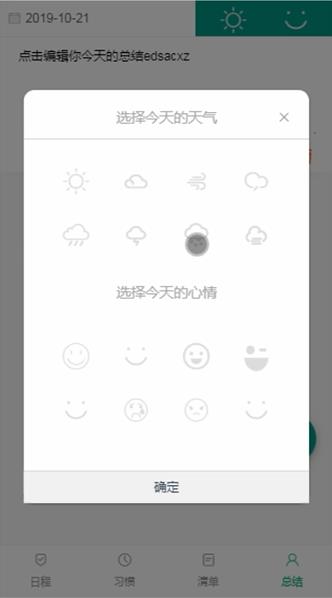 2019-10-21
点击编辑你今天的总结edsacxz
选择今天的天气
选择今天的心情
确定
日程 习惯 清单 总结